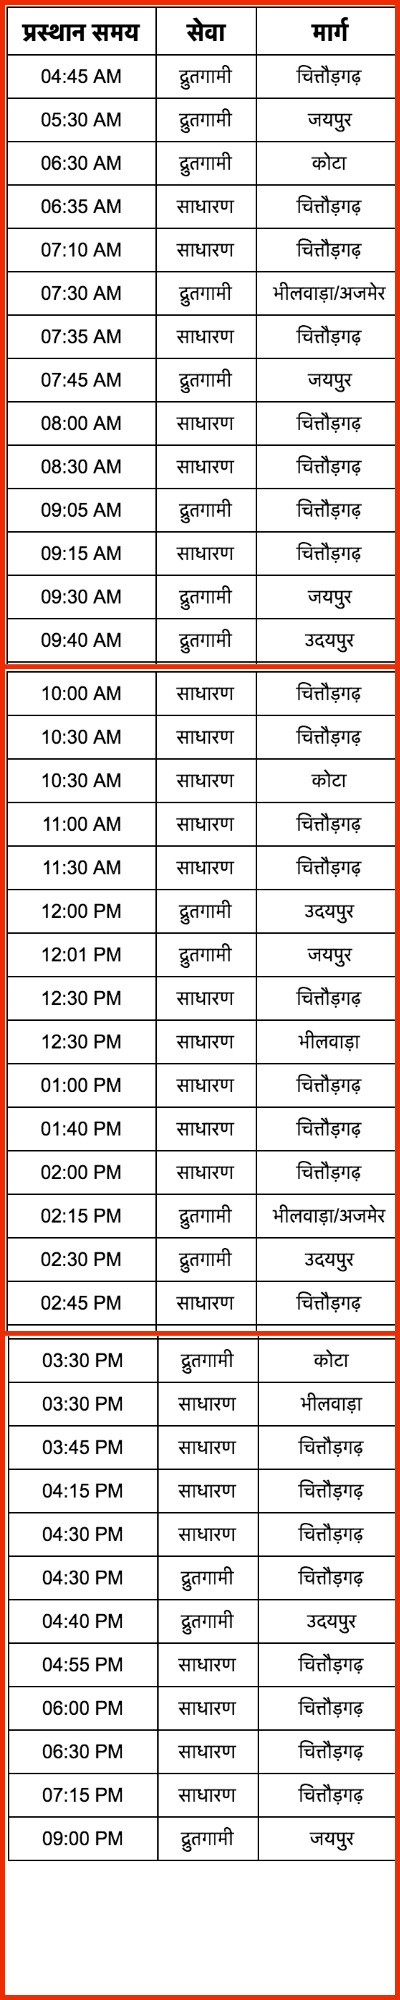 प्रस्थान समय सेवा मार्ग
04:45 AM द्रुतगामी चित्तौड़गढ़
05:30 AM द्रुतगामी जयपुर
06:30 AM द्रुतगामी कोटा
06:35 AM साधारण चित्तौड़गढ़
07:10 AM साधारण चित्तौड़गढ़
07:30 AM द्रुतगामी भीलवाड़ा/अजमेर
07:35 AM साधारण चित्तौड़गढ़
07:45 AM द्रुतगामी जयपुर
08:00 AM साधारण चित्तौड़गढ़
08:30 AM साधारण चित्तौड़गढ़
09:05 AM द्रुतगामी चित्तौड़गढ़
09:15 AM साधारण चित्तौड़गढ़
09:30 AM द्रुतगामी जयपुर
09:40 AM द्रुतगामी उदयपुर
10:00 AM साधारण चित्तौड़गढ़
10:30 AM साधारण चित्तौड़गढ़
10:30 AM साधारण कोटा
11:00 AM साधारण चित्तौड़गढ़
11:30 AM साधारण चित्तौड़गढ़
12:00 PM द्रुतगामी उदयपुर
12:01 PM द्रुतगामी जयपुर
12:30 PM साधारण चित्तौड़गढ़
12:30 PM साधारण भीलवाड़ा
01:00 PM साधारण चित्तौड़गढ़
01:40 PM साधारण चित्तौड़गढ़
02:00 PM साधारण चित्तौड़गढ़
02:15 PM द्रुतगामी भीलवाड़ा/अजमेर
02:30 PM द्रुतगामी उदयपुर
02:45 PM साधारण चित्तौड़गढ़
03:30 PM द्रुतगामी कोटा
03:30 PM साधारण भीलवाड़ा
03:45 PM साधारण चित्तौड़गढ़
04:15 PM साधारण चित्तौड़गढ़
04:30 PM साधारण चित्तौड़गढ़
04:30 PM द्रुतगामी चित्तौड़गढ़
04:40 PM द्रुतगामी उदयपुर
04:55 PM साधारण चित्तौड़गढ़
06:00 PM साधारण चित्तौड़गढ़
06:30 PM साधारण चित्तौड़गढ़
07:15 PM साधारण चित्तौड़गढ़
09:00 PM द्रुतगामी जयपुर